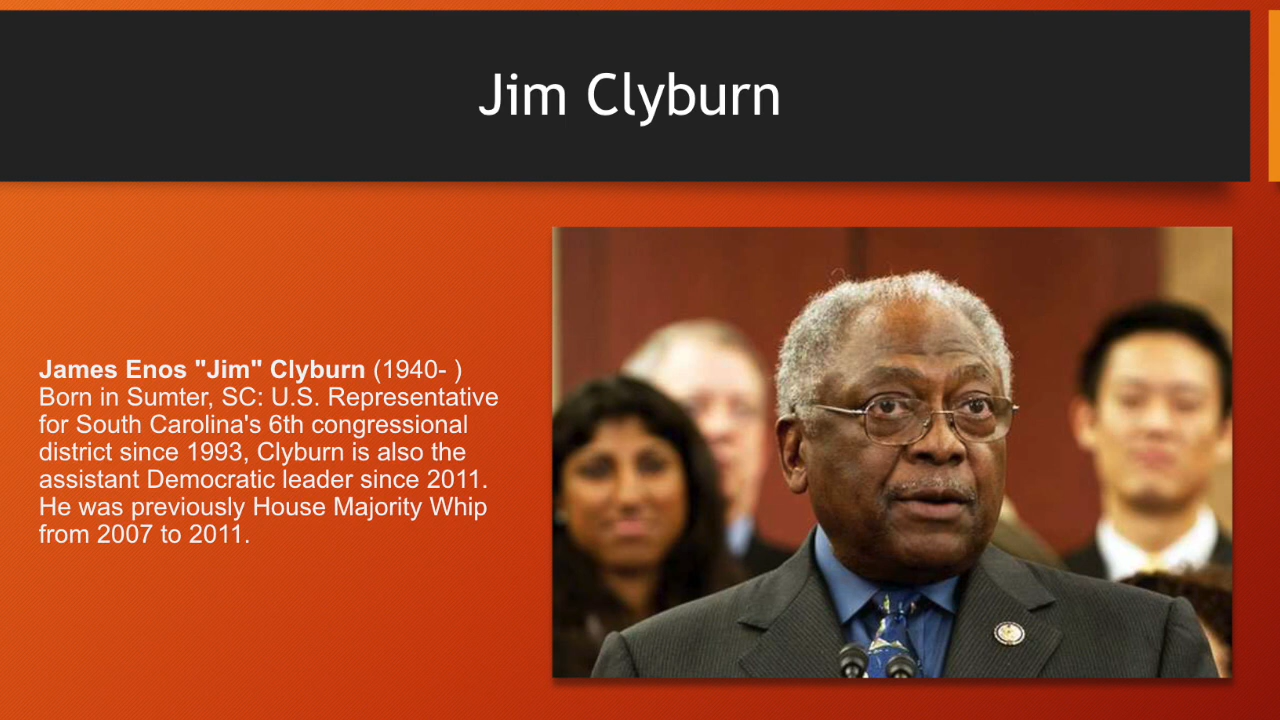 Jim Clyburn
James Enos "Jim" Clyburn (1940- )
Born in Sumter, SC: U.S. Representative
for South Carolina's 6th congressional
district since 1993, Clyburn is also the
assistant Democratic leader since 2011.
He was previously House Majority Whip
from 2007 to 2011.